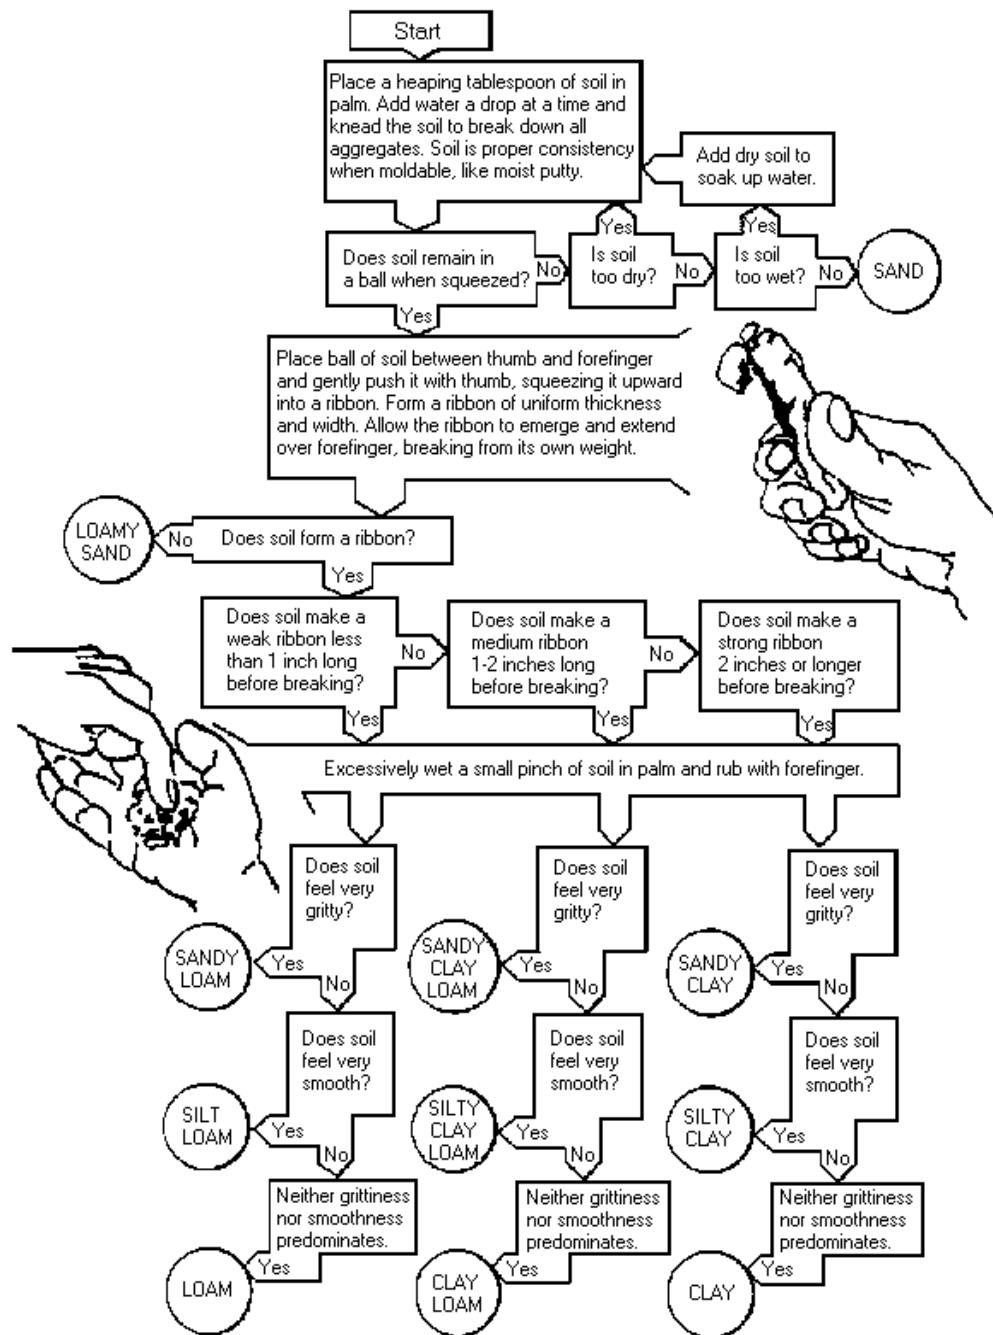 Start
Place a heaping tablespoon of soil in
palm. Add water a drop at a time and
knead the soil to break down all
aggregates. Soil is proper consistency
when moldable, like moist putty.
Add dry soil to
soak up water.
Yes
Yes
Does soil remain in
a ball when squeezed?
No
Is soil
too dry?
No
Is soil
too wet?
No
SAND
Yes
Place ball of soil between thumb and forefinger
and gently push it with thumb, squeezing it upward
into a ribbon. Form a ribbon of uniform thickness
and width. Allow the ribbon to emerge and extend
over forefinger, breaking from its own weight.
LOAMY
SAND
No
Does soil form a ribbon?
Yes
Does soil make a
weak ribbon less
than 1 inch long
before breaking?
No
Does soil make a
medium ribbon
1-2 inches long
before breaking?
No
Does soil make a
strong ribbon
2 inches or longer
before breaking?
Yes
Yes
Yes
Excessively wet a small pinch of soil in palm and rub with forefinger.
Does soil
feel very
gritty?
Does soil
feel very
gritty?
Does soil
feel very
gritty?
SANDY
LOAM
Yes
No
SANDY
CLAY
LOAM
Yes
No
SANDY
CLAY
Yes
No
Does soil
feel very
smooth?
Does soil
feel very
smooth?
Does soil
feel very
smooth?
SILT
LOAM
Yes
No
SILTY
CLAY
LOAM
Yes
No
SILTY
CLAY
Yes
No
Neither grittiness
nor smoothness
predominates.
Neither grittiness
nor smoothness
predominates.
Neither grittiness
nor smoothness
predominates.
LOAM
Yes
CLAY
LOAM
Yes
CLAY
Yes